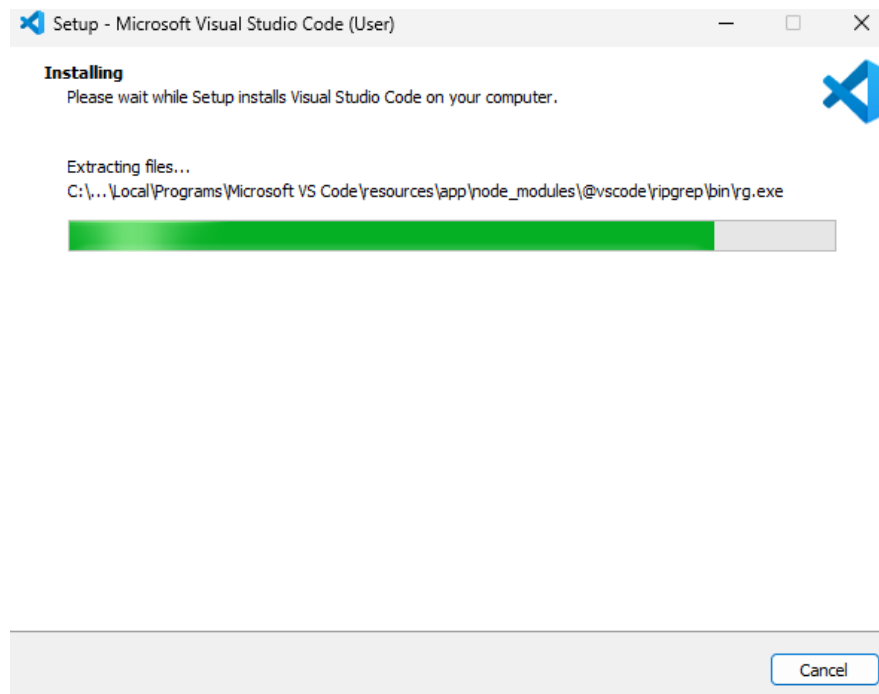 Setup - Microsoft Visual Studio Code (User)
Installing
Please wait while Setup installs Visual Studio Code on your computer.
Extracting files...
C:\...\Local\Programs\Microsoft VS Code\resources\app\node_modules\@vscode\ripgrep\bin\rg.exe
Cancel